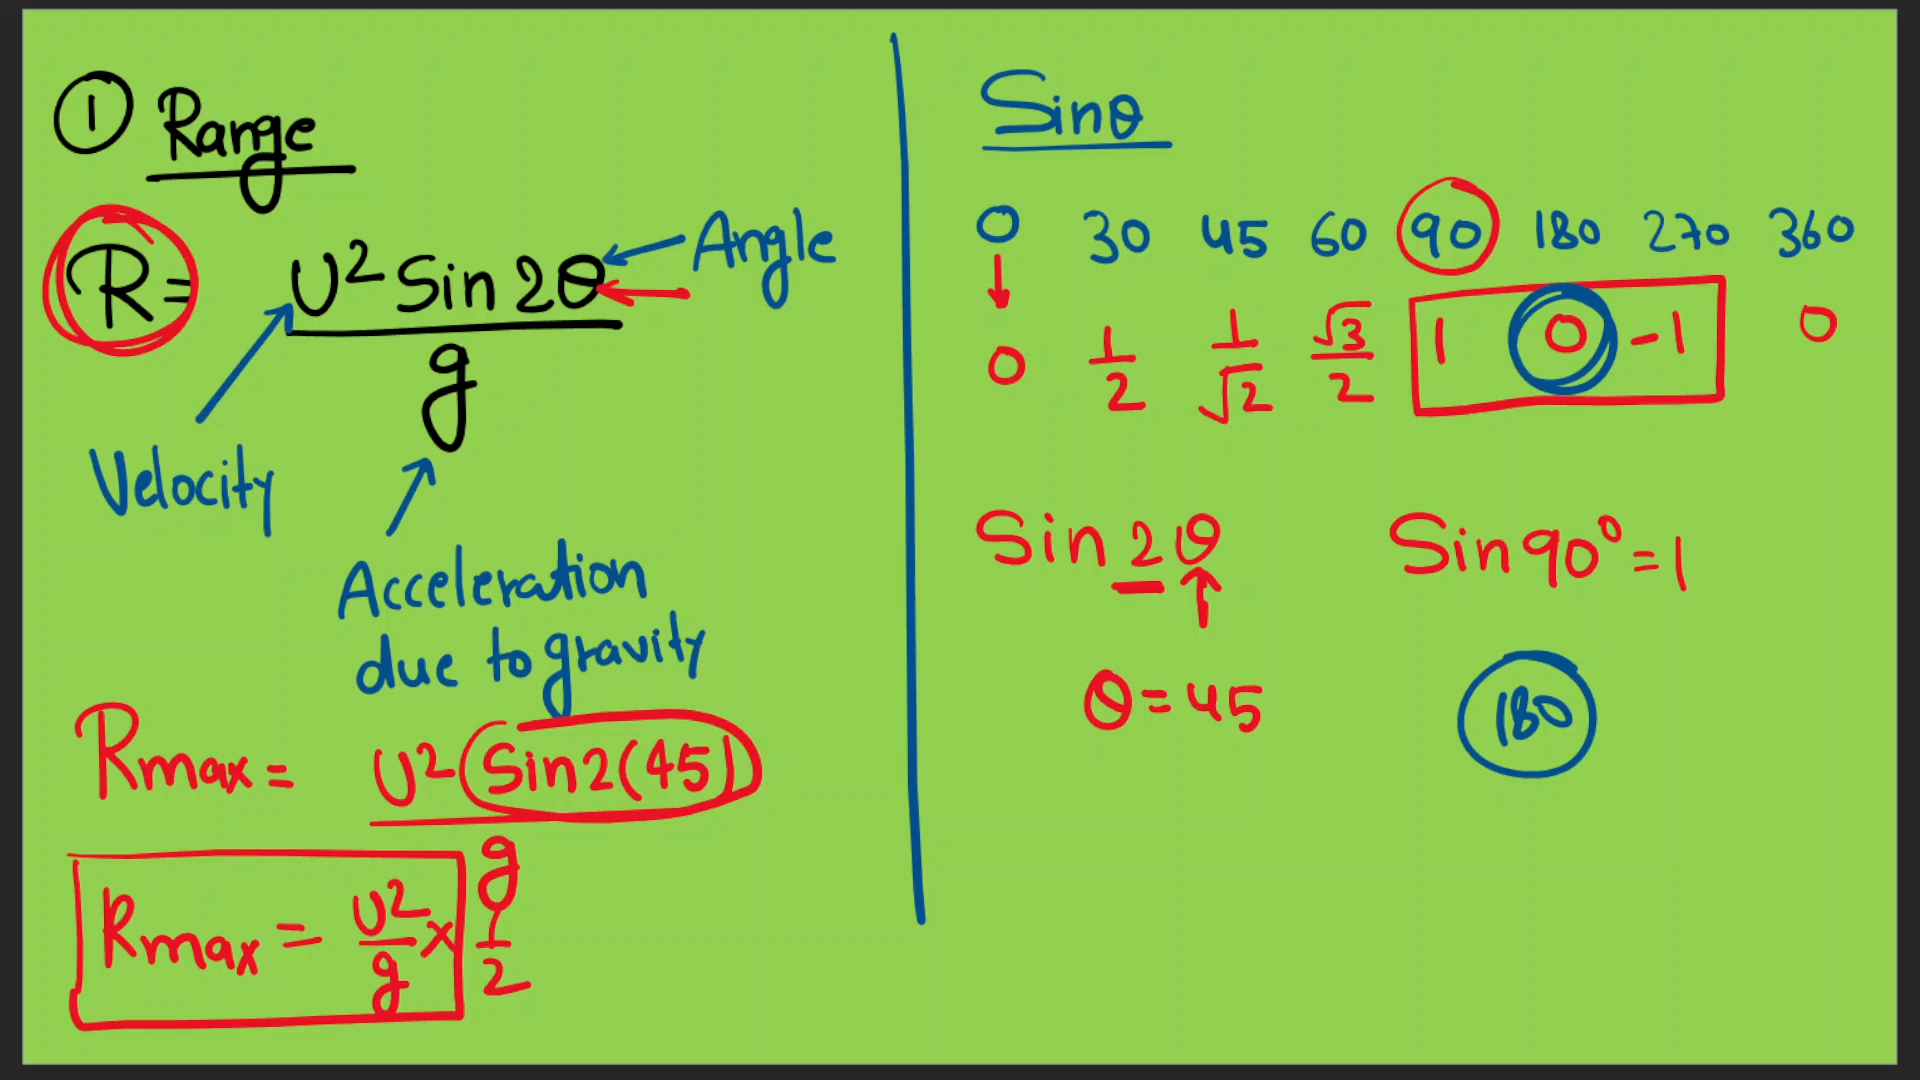 ① Range
R = U² Sin 2θ / g
Angle
Velocity
Acceleration
due to gravity
Rmax = U² Sin2(45) / g
Rmax = U²/g × 1/2
Sinθ
0 30 45 60 90 180 270 360
0 1/2 1/√2 √3/2 1 0 -1 0
Sin 2θ
Sin 90° = 1
θ = 45
180